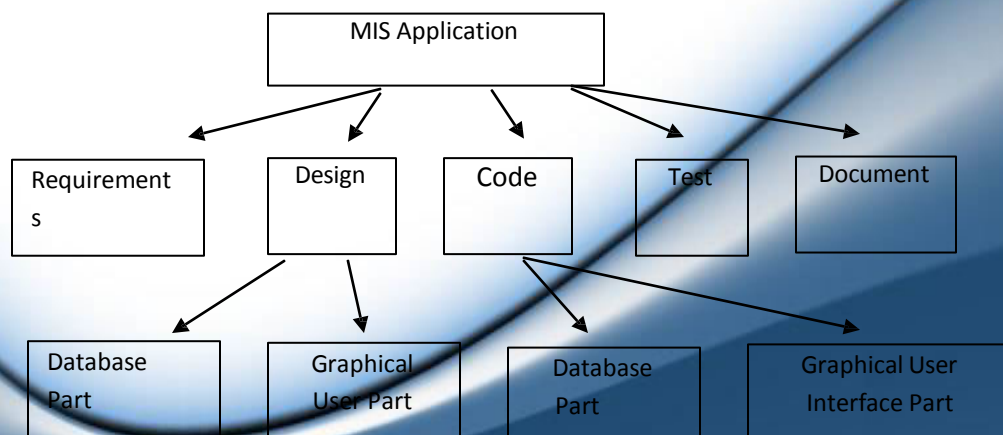 MIS Application
Requirement
s
Design
Code
Test
Document
Database
Part
Graphical
User Part
Database
Part
Graphical User
Interface Part